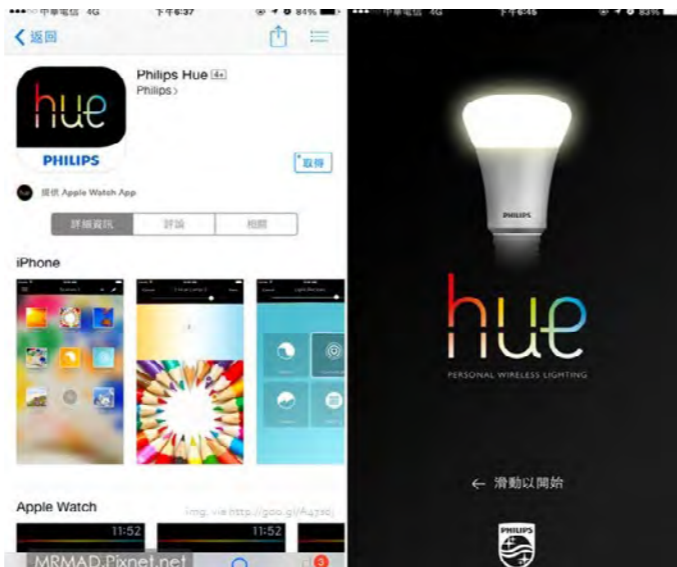 中華電信 4G 下午6:37 84%
返回
hue
PHILIPS
Philips Hue 4+
Philips >
取得
提供 Apple Watch App
詳細資訊 評論 相關
iPhone
Apple Watch
img. via http://goo.gl/
11:52 11:52
MRMAD.Pixnet.net
3
中華電信 4G 下午6:45 83%
PHILIPS
hue
PERSONAL WIRELESS LIGHTING
← 滑動以開始
PHILIPS